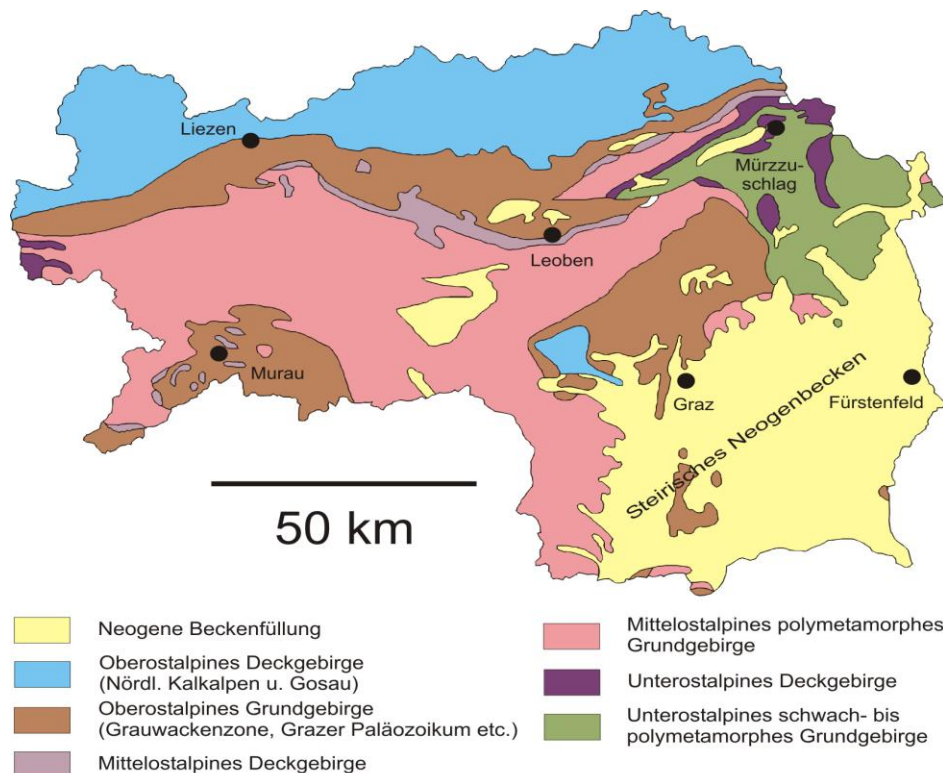 Liezen
Mürzzu-
schlag
Leoben
Murau
Graz
Fürstenfeld
Steirisches Neogenbecken
50 km
Neogene Beckenfüllung
Oberostalpines Deckgebirge
(Nördl. Kalkalpen u. Gosau)
Oberostalpines Grundgebirge
(Grauwackenzone, Grazer Paläozoikum etc.)
Mittelostalpines Deckgebirge
Mittelostalpines polymetamorphes
Grundgebirge
Unterostalpines Deckgebirge
Unterostalpines schwach- bis
polymetamorphes Grundgebirge